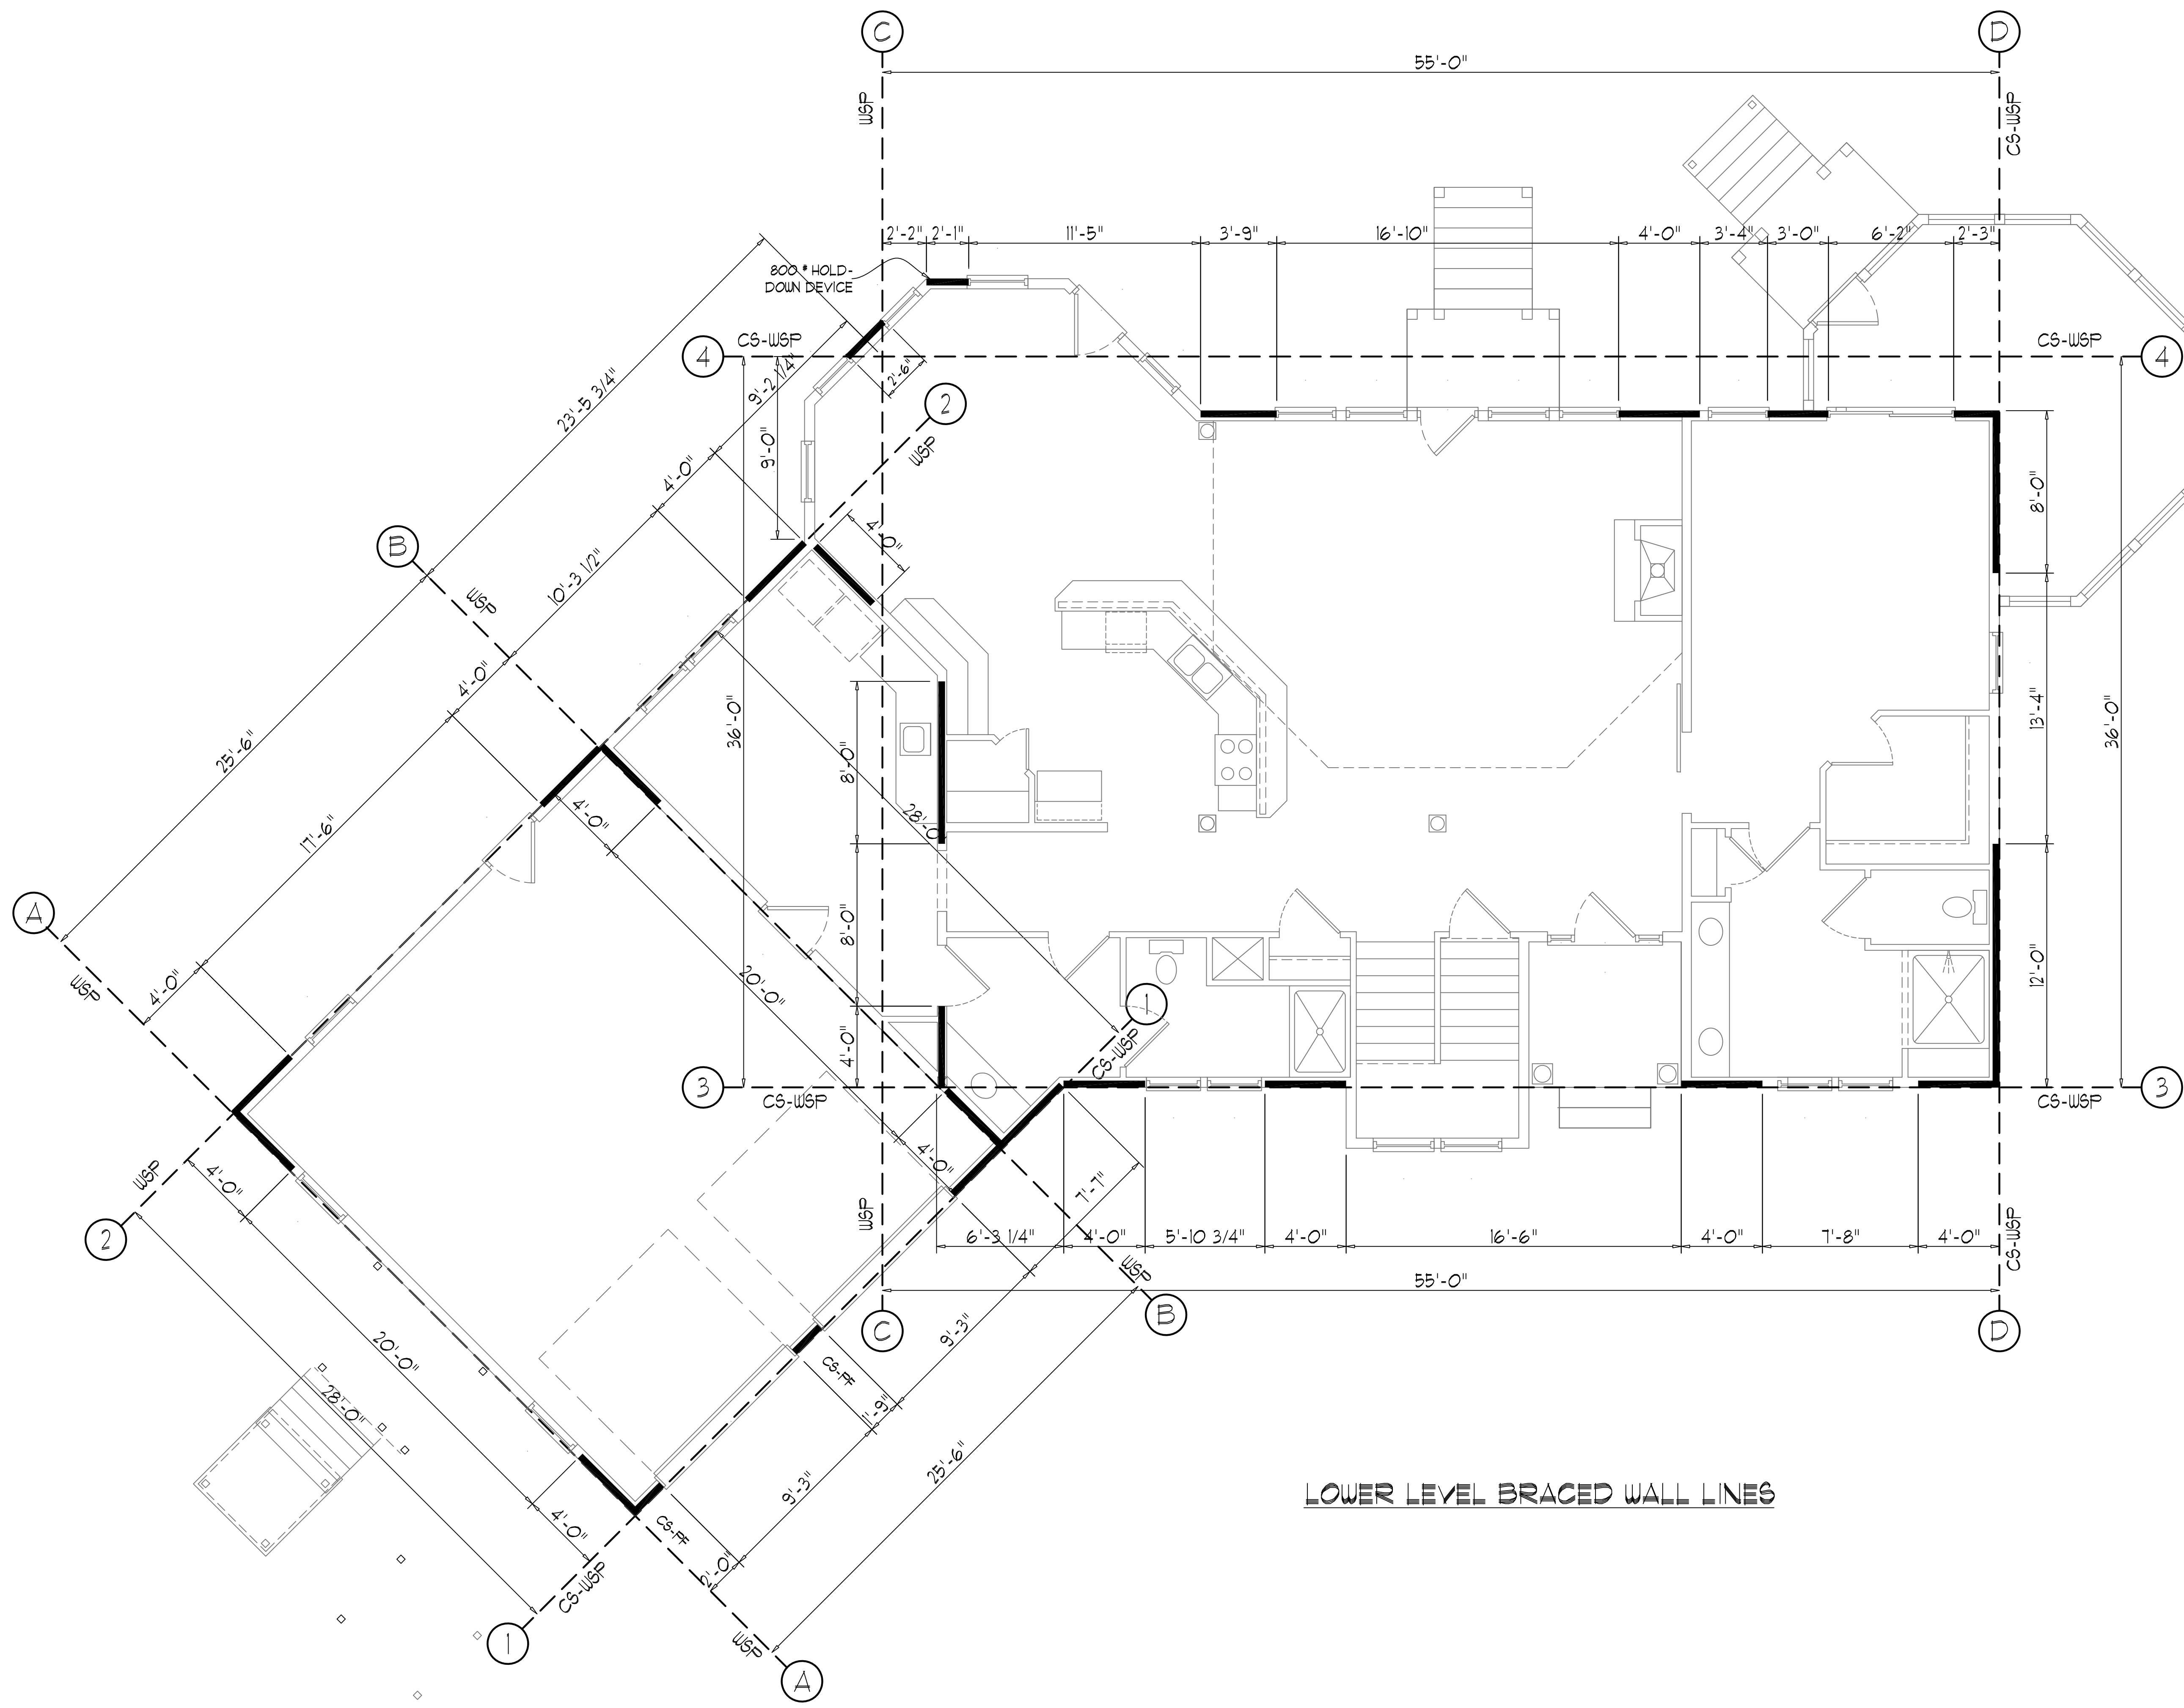 C
D
55'-0"
WSP
CS-WSP
2'-2"
2'-1"
11'-5"
3'-9"
16'-10"
4'-0"
3'-4"
3'-0"
6'-2"
2'-3"
800 # HOLD-
DOWN DEVICE
4
CS-WSP
CS-WSP
4
2'-6"
9'-2 1/4"
23'-5 3/4"
2
WSP
9'-0"
4'-0"
4'-0"
8'-0"
B
WSP
10'-3 1/2"
4'-0"
36'-0"
13'-4"
36'-0"
25'-6"
17'-6"
4'-0"
8'-0"
28'-0"
A
WSP
4'-0"
8'-0"
20'-0"
12'-0"
1
CS-WSP
4'-0"
3
CS-WSP
CS-WSP
3
WSP
4'-0"
2
4'-0"
7'-7"
WSP
CS-WSP
6'-3 1/4"
4'-0"
5'-10 3/4"
4'-0"
16'-6"
4'-0"
7'-8"
4'-0"
WSP
55'-0"
C
B
D
9'-3"
20'-0"
28'-0"
CS-PF
1'-9"
25'-6"
9'-3"
4'-0"
CS-PF
2'-0"
CS-WSP
1
WSP
A
LOWER LEVEL BRACED WALL LINES